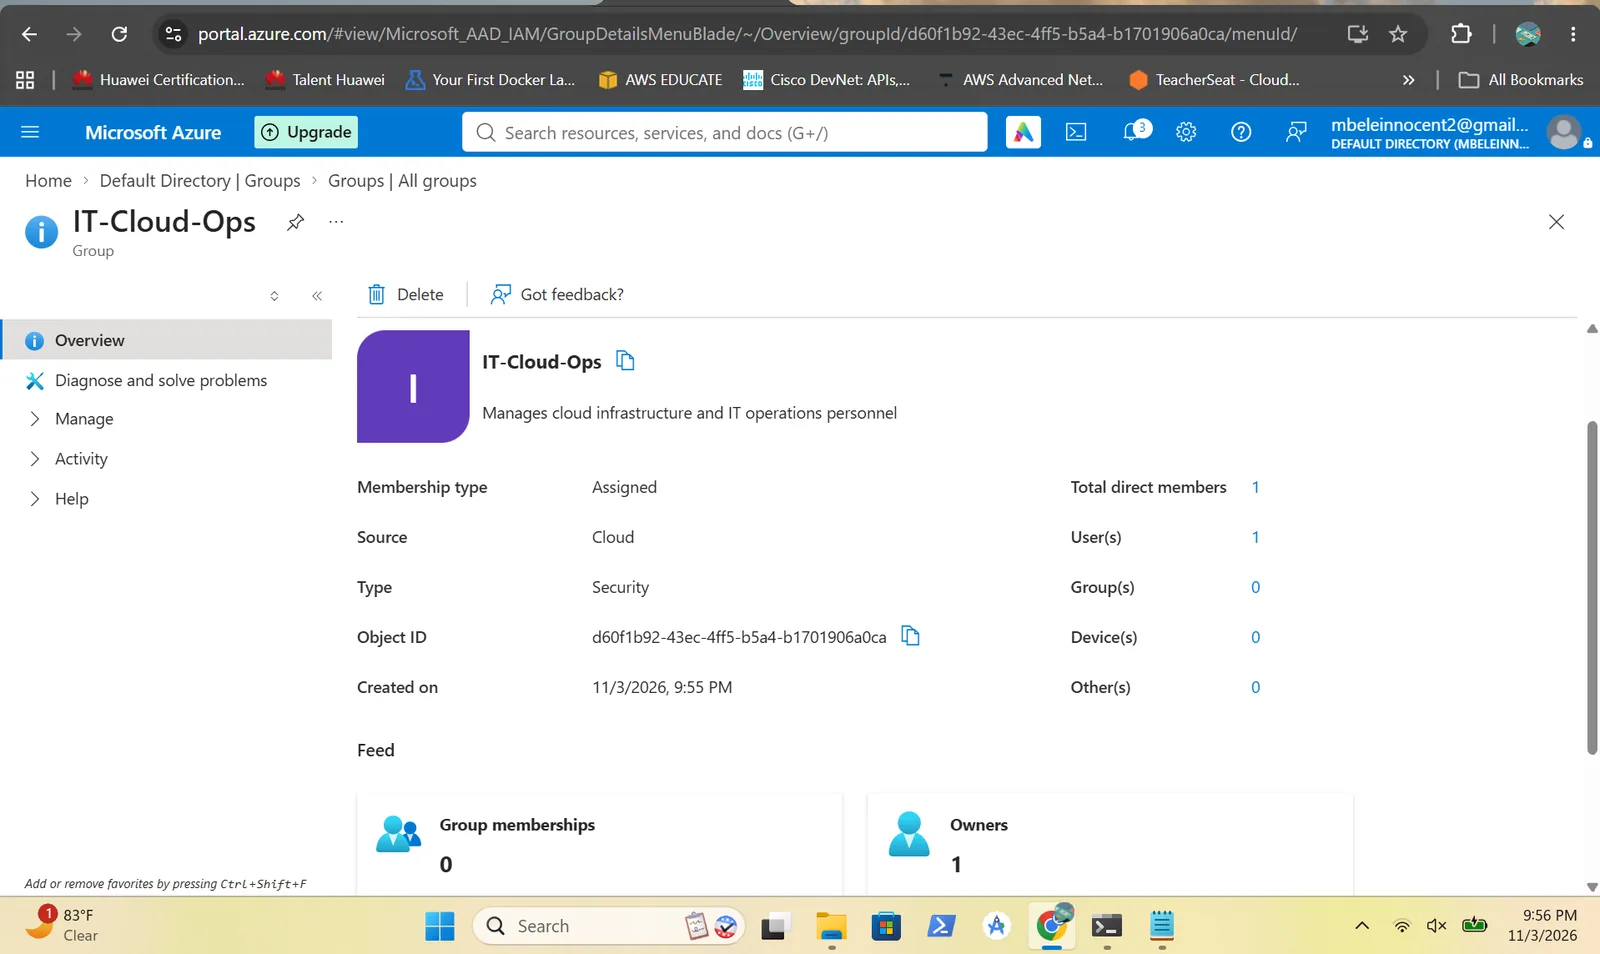 portal.azure.com/#view/Microsoft_AAD_IAM/GroupDetailsMenuBlade/~/Overview/groupId/d60f1b92-43ec-4ff5-b5a4-b1701906a0ca/menuId/
Huawei Certification... Talent Huawei Your First Docker La... AWS EDUCATE Cisco DevNet: APIs,... AWS Advanced Net... TeacherSeat - Cloud... » All Bookmarks
Microsoft Azure Upgrade Search resources, services, and docs (G+/) 3 mbeleinnocent2@gmail...
DEFAULT DIRECTORY (MBELEINN...
Home > Default Directory | Groups > Groups | All groups
IT-Cloud-Ops ...
Group
« Delete Got feedback?
Overview
Diagnose and solve problems
Manage
Activity
Help
I
IT-Cloud-Ops
Manages cloud infrastructure and IT operations personnel
Membership type Assigned Total direct members 1
Source Cloud User(s) 1
Type Security Group(s) 0
Object ID d60f1b92-43ec-4ff5-b5a4-b1701906a0ca Device(s) 0
Created on 11/3/2026, 9:55 PM Other(s) 0
Feed
Group memberships
0
Owners
1
Add or remove favorites by pressing Ctrl+Shift+F
1 83°F
Clear
Search
9:56 PM
11/3/2026